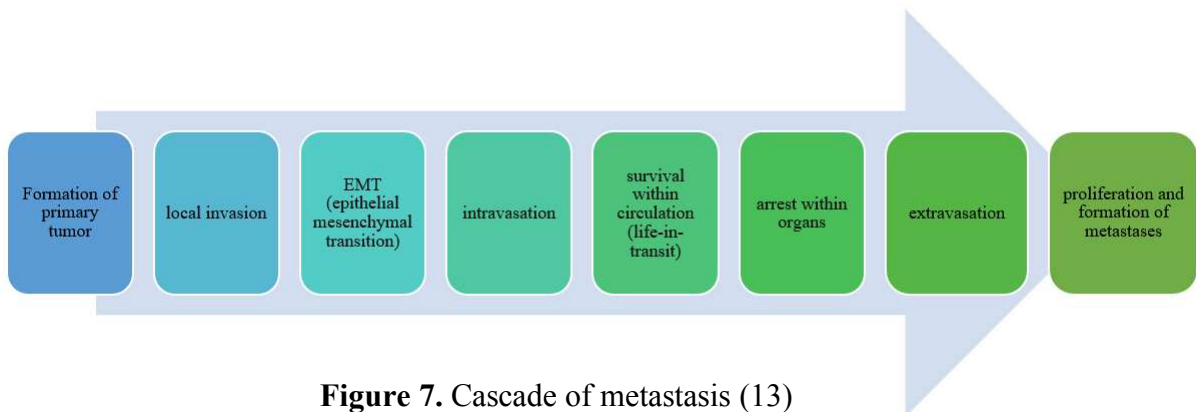 Formation of
primary
tumor
local invasion
EMT
(epithelial
mesenchymal
transition)
intravasation
survival
within
circulation
(life-in-
transit)
arrest within
organs
extravasation
proliferation and
formation of
metastases
Figure 7. Cascade of metastasis (13)